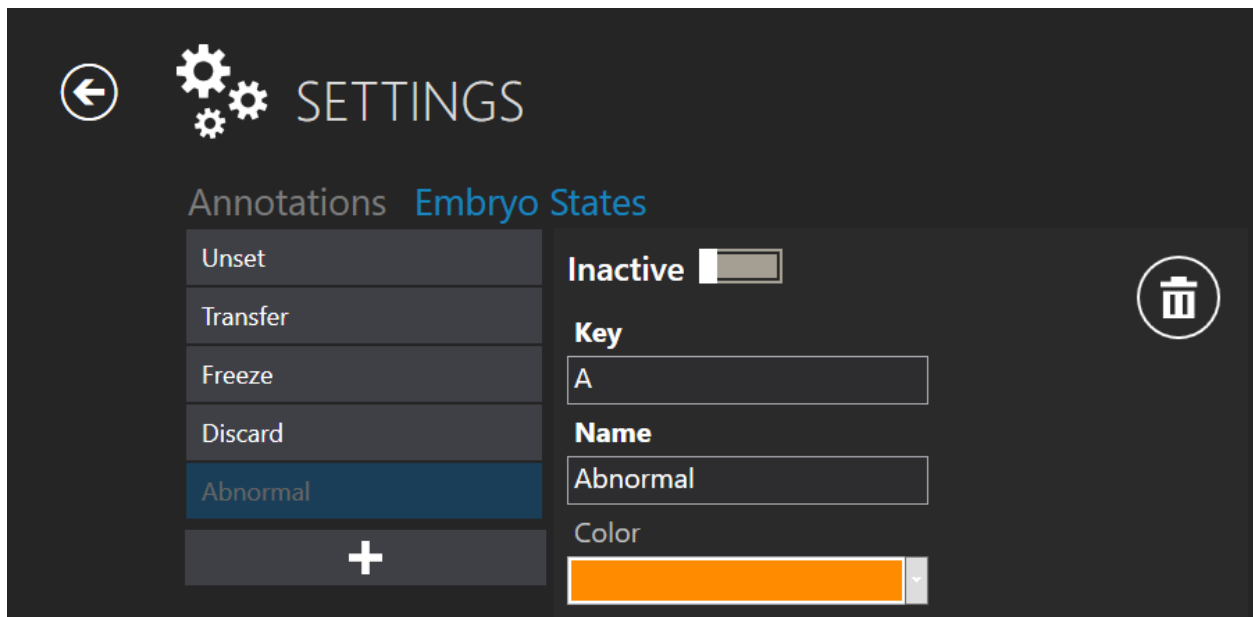 SETTINGS
Annotations Embryo States
Unset
Transfer
Freeze
Discard
Abnormal
Inactive
Key
A
Name
Abnormal
Color